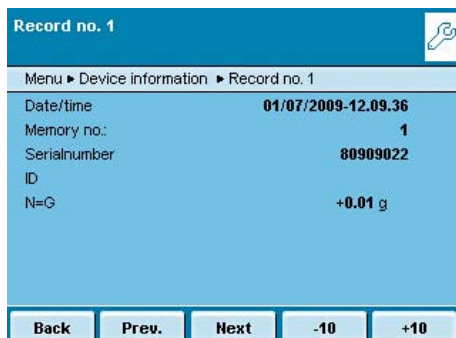 Record no. 1
Menu ▸ Device information ▸ Record no. 1
Date/time 01/07/2009-12.09.36
Memory no.: 1
Serialnumber 80909022
ID
N=G +0.01 g
Back Prev. Next -10 +10